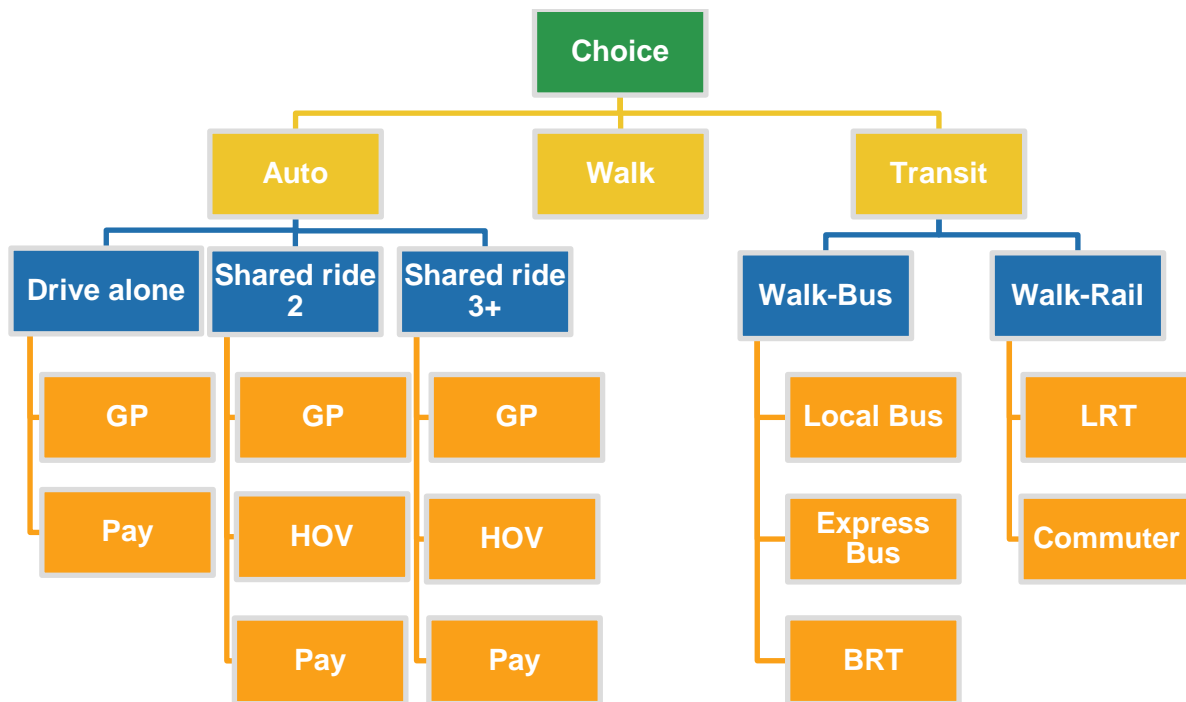 Choice
Auto
Walk
Transit
Drive alone
Shared ride
2
Shared ride
3+
Walk-Bus
Walk-Rail
GP
GP
GP
Local Bus
LRT
Pay
HOV
HOV
Express
Bus
Commuter
Pay
Pay
BRT